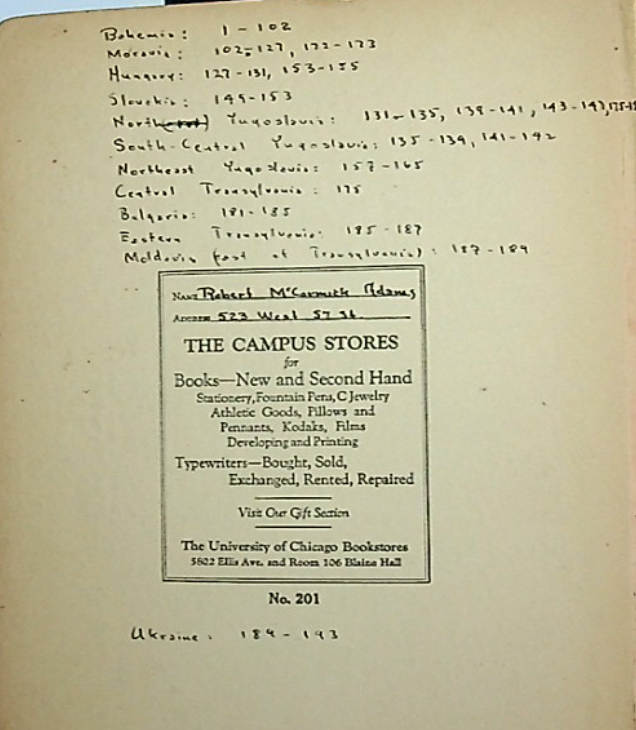 Bohemia: 1 - 102
Moravia: 102-127, 172-173
Hungary: 127-131, 153-155
Slovakia: 149-153
North Yugoslavia: 131-135, 139-141, 143-147,
South-Central Yugoslavia: 135-139, 141-142
Northeast Yugoslavia: 157-165
Central Transylvania: 175
Bulgaria: 181-185
Eastern Transylvania: 185-187
Moldavia (east of Transylvania): 187-189
NAME Robert McCormick Adams
ADDRESS 523 West 57 St.
THE CAMPUS STORES
for
Books—New and Second Hand
Stationery, Fountain Pens, C Jewelry
Athletic Goods, Pillows and
Pennants, Kodaks, Films
Developing and Printing
Typewriters—Bought, Sold,
Exchanged, Rented, Repaired
Visit Our Gift Section
The University of Chicago Bookstores
5802 Ellis Ave. and Room 106 Blaine Hall
No. 201
Ukraine: 189-193